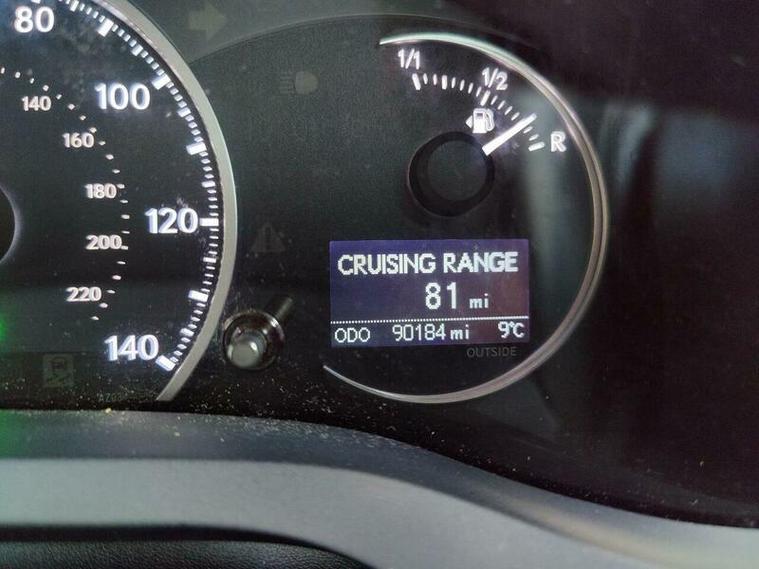 80
100
120
140
140
160
180
200
220
1/1
1/2
R
CRUISING RANGE
81 mi
ODO 90184 mi 9°C
OUTSIDE